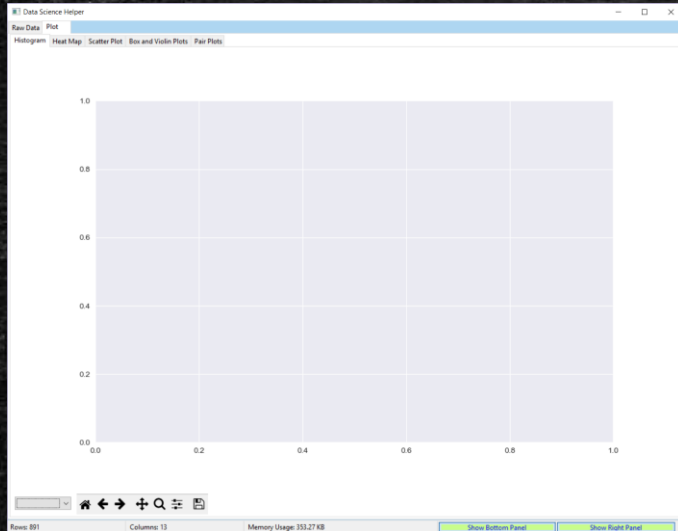 Data Science Helper
Raw Data Plot
Histogram Heat Map Scatter Plot Box and Violin Plots Pair Plots
1.0
0.8
0.6
0.4
0.2
0.0
0.0 0.2 0.4 0.6 0.8 1.0
Rows: 891 Columns: 13 Memory Usage: 353.27 KB Show Bottom Panel Show Right Panel